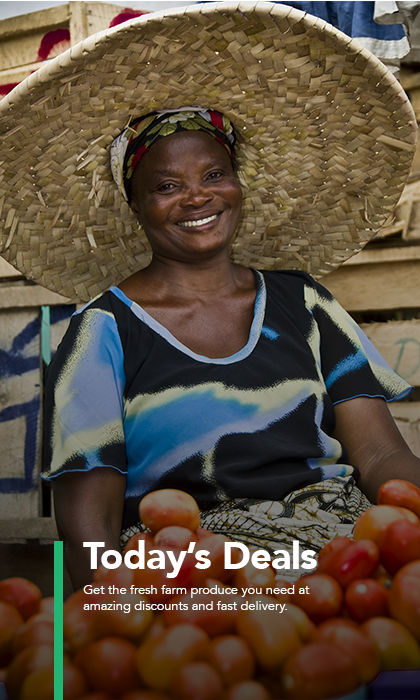 Today's Deals
Get the fresh farm produce you need at
amazing discounts and fast delivery.